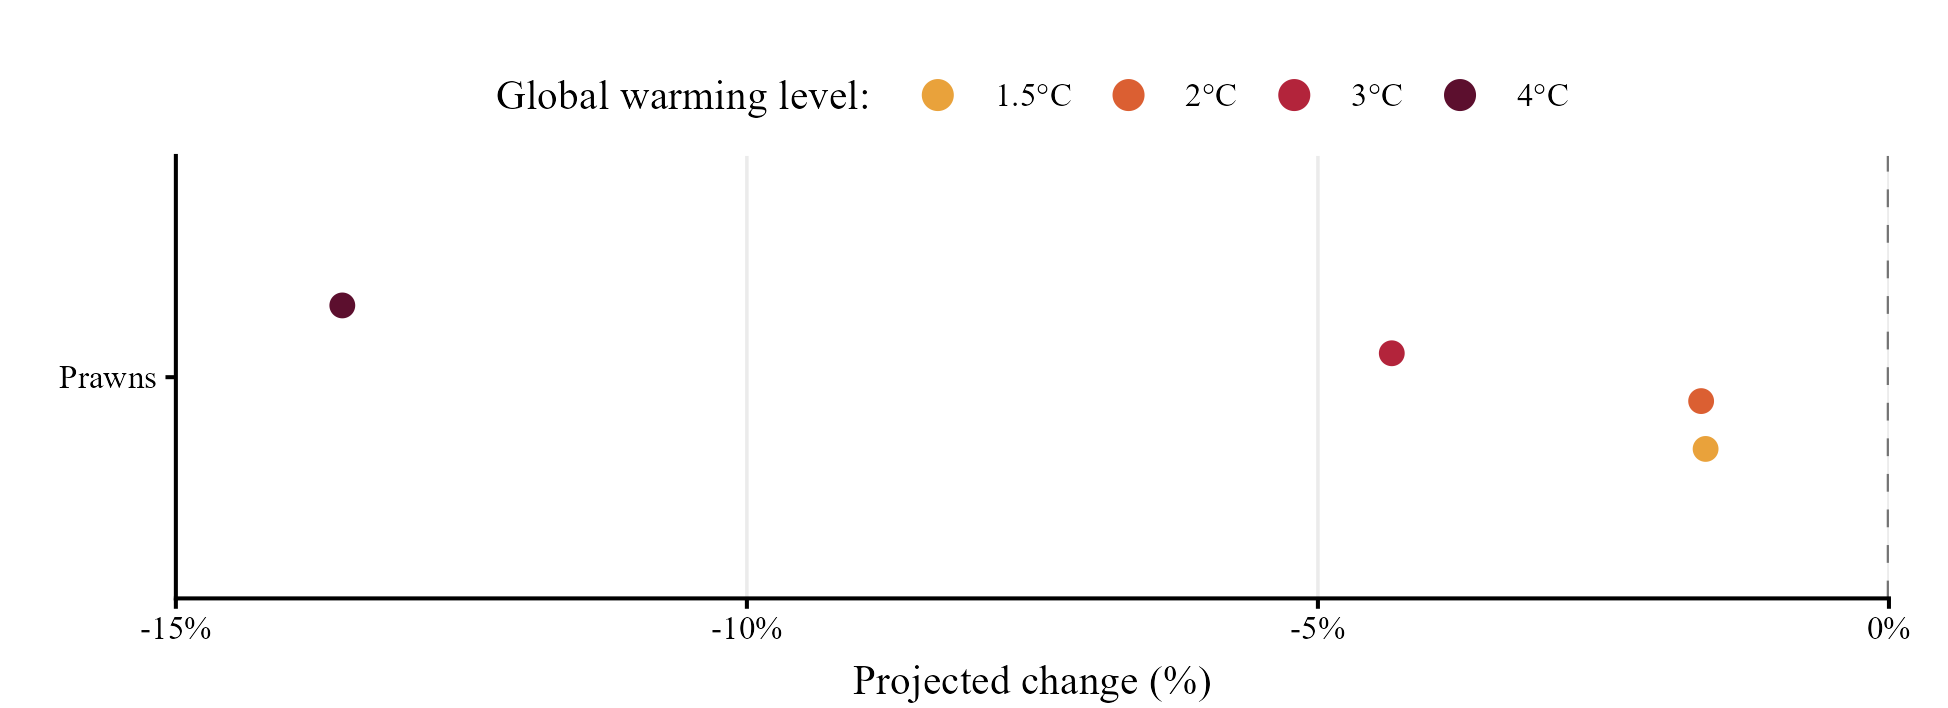 Global warming level: 1.5°C 2°C 3°C 4°C
Prawns
-15% -10% -5% 0%
Projected change (%)